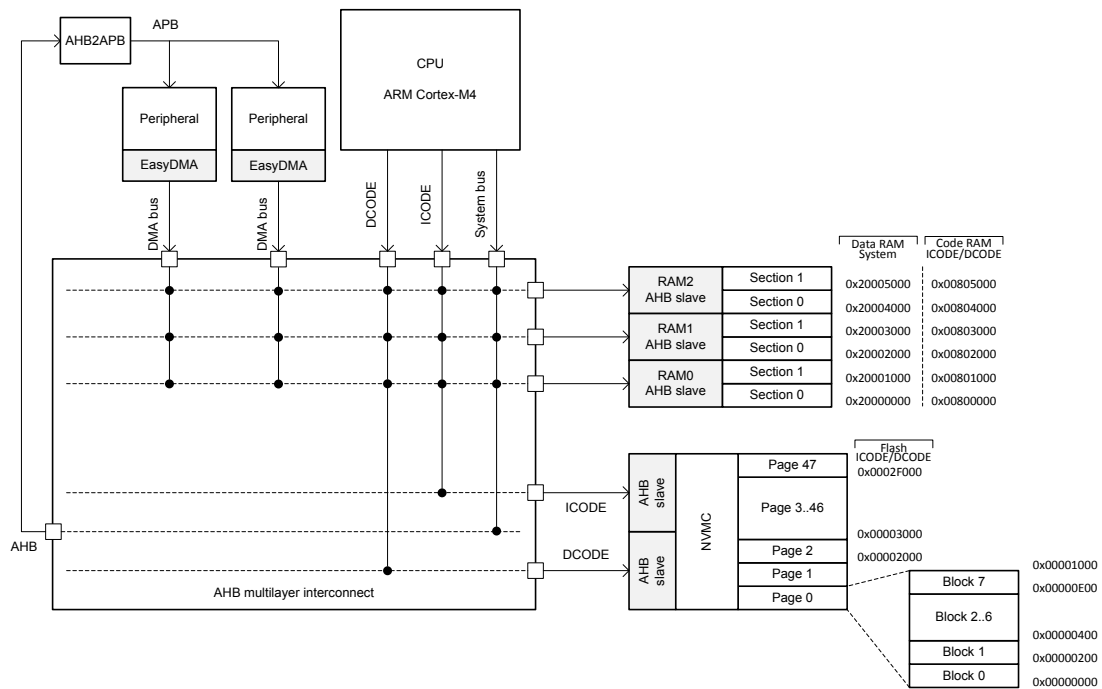 AHB2APB
APB
CPU
ARM Cortex-M4
Peripheral
Peripheral
EasyDMA
EasyDMA
DMA bus
DMA bus
DCODE
ICODE
System bus
Data RAM
System
Code RAM
ICODE/DCODE
RAM2
AHB slave
Section 1
0x20005000
0x00805000
Section 0
0x20004000
0x00804000
RAM1
AHB slave
Section 1
0x20003000
0x00803000
Section 0
0x20002000
0x00802000
RAM0
AHB slave
Section 1
0x20001000
0x00801000
Section 0
0x20000000
0x00800000
Flash
ICODE/DCODE
0x0002F000
AHB
slave
AHB
slave
NVMC
Page 47
Page 3..46
0x00003000
Page 2
0x00002000
Page 1
Page 0
ICODE
DCODE
AHB
AHB multilayer interconnect
0x00001000
Block 7
0x00000E00
Block 2..6
0x00000400
Block 1
0x00000200
Block 0
0x00000000